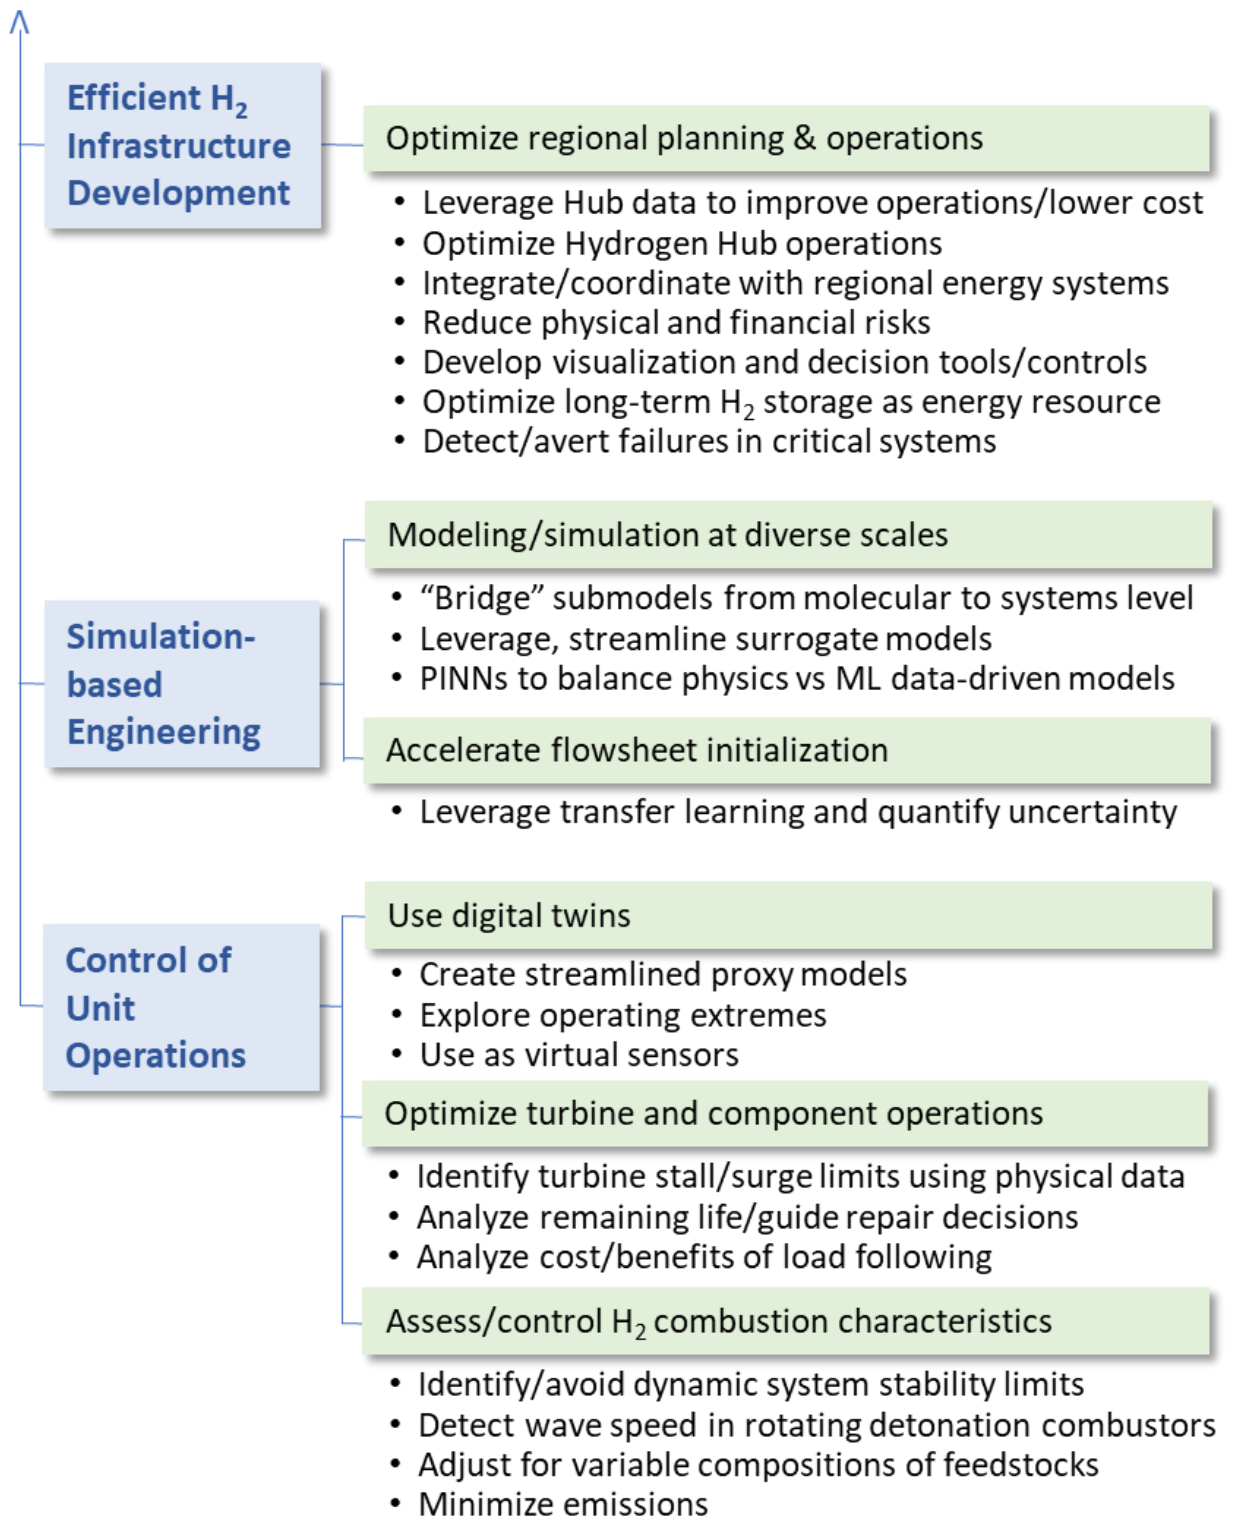 Efficient H2
Infrastructure
Development
Optimize regional planning & operations
• Leverage Hub data to improve operations/lower cost
• Optimize Hydrogen Hub operations
• Integrate/coordinate with regional energy systems
• Reduce physical and financial risks
• Develop visualization and decision tools/controls
• Optimize long-term H2 storage as energy resource
• Detect/avert failures in critical systems
Simulation-
based
Engineering
Modeling/simulation at diverse scales
• “Bridge” submodels from molecular to systems level
• Leverage, streamline surrogate models
• PINNs to balance physics vs ML data-driven models
Accelerate flowsheet initialization
• Leverage transfer learning and quantify uncertainty
Control of
Unit
Operations
Use digital twins
• Create streamlined proxy models
• Explore operating extremes
• Use as virtual sensors
Optimize turbine and component operations
• Identify turbine stall/surge limits using physical data
• Analyze remaining life/guide repair decisions
• Analyze cost/benefits of load following
Assess/control H2 combustion characteristics
• Identify/avoid dynamic system stability limits
• Detect wave speed in rotating detonation combustors
• Adjust for variable compositions of feedstocks
• Minimize emissions